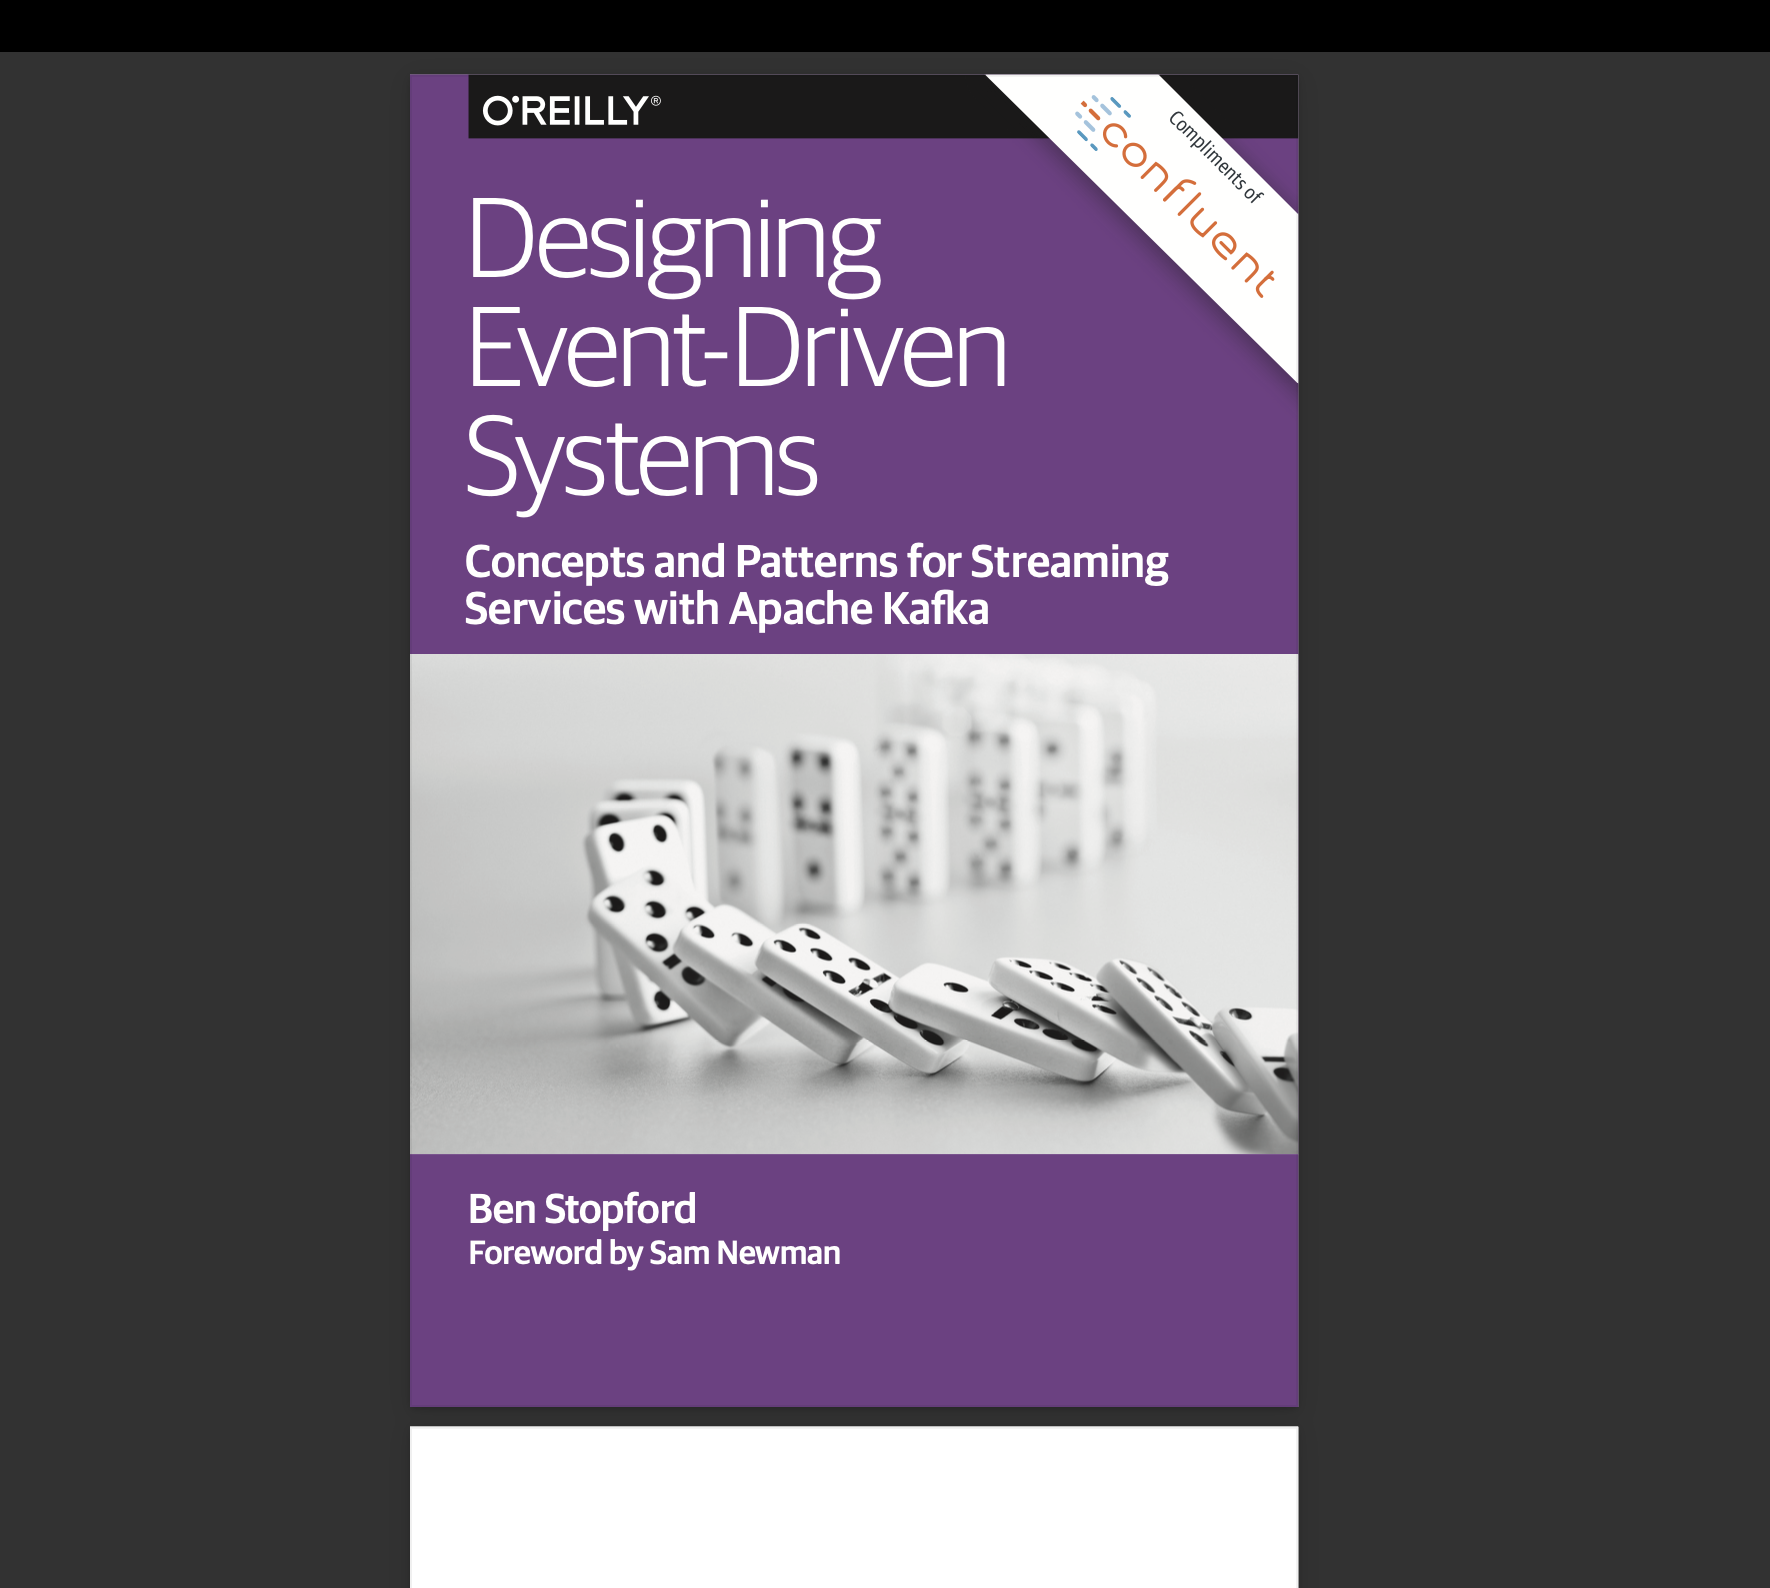 O'REILLY®
Compliments of
confluent
Designing
Event-Driven
Systems
Concepts and Patterns for Streaming
Services with Apache Kafka
Ben Stopford
Foreword by Sam Newman